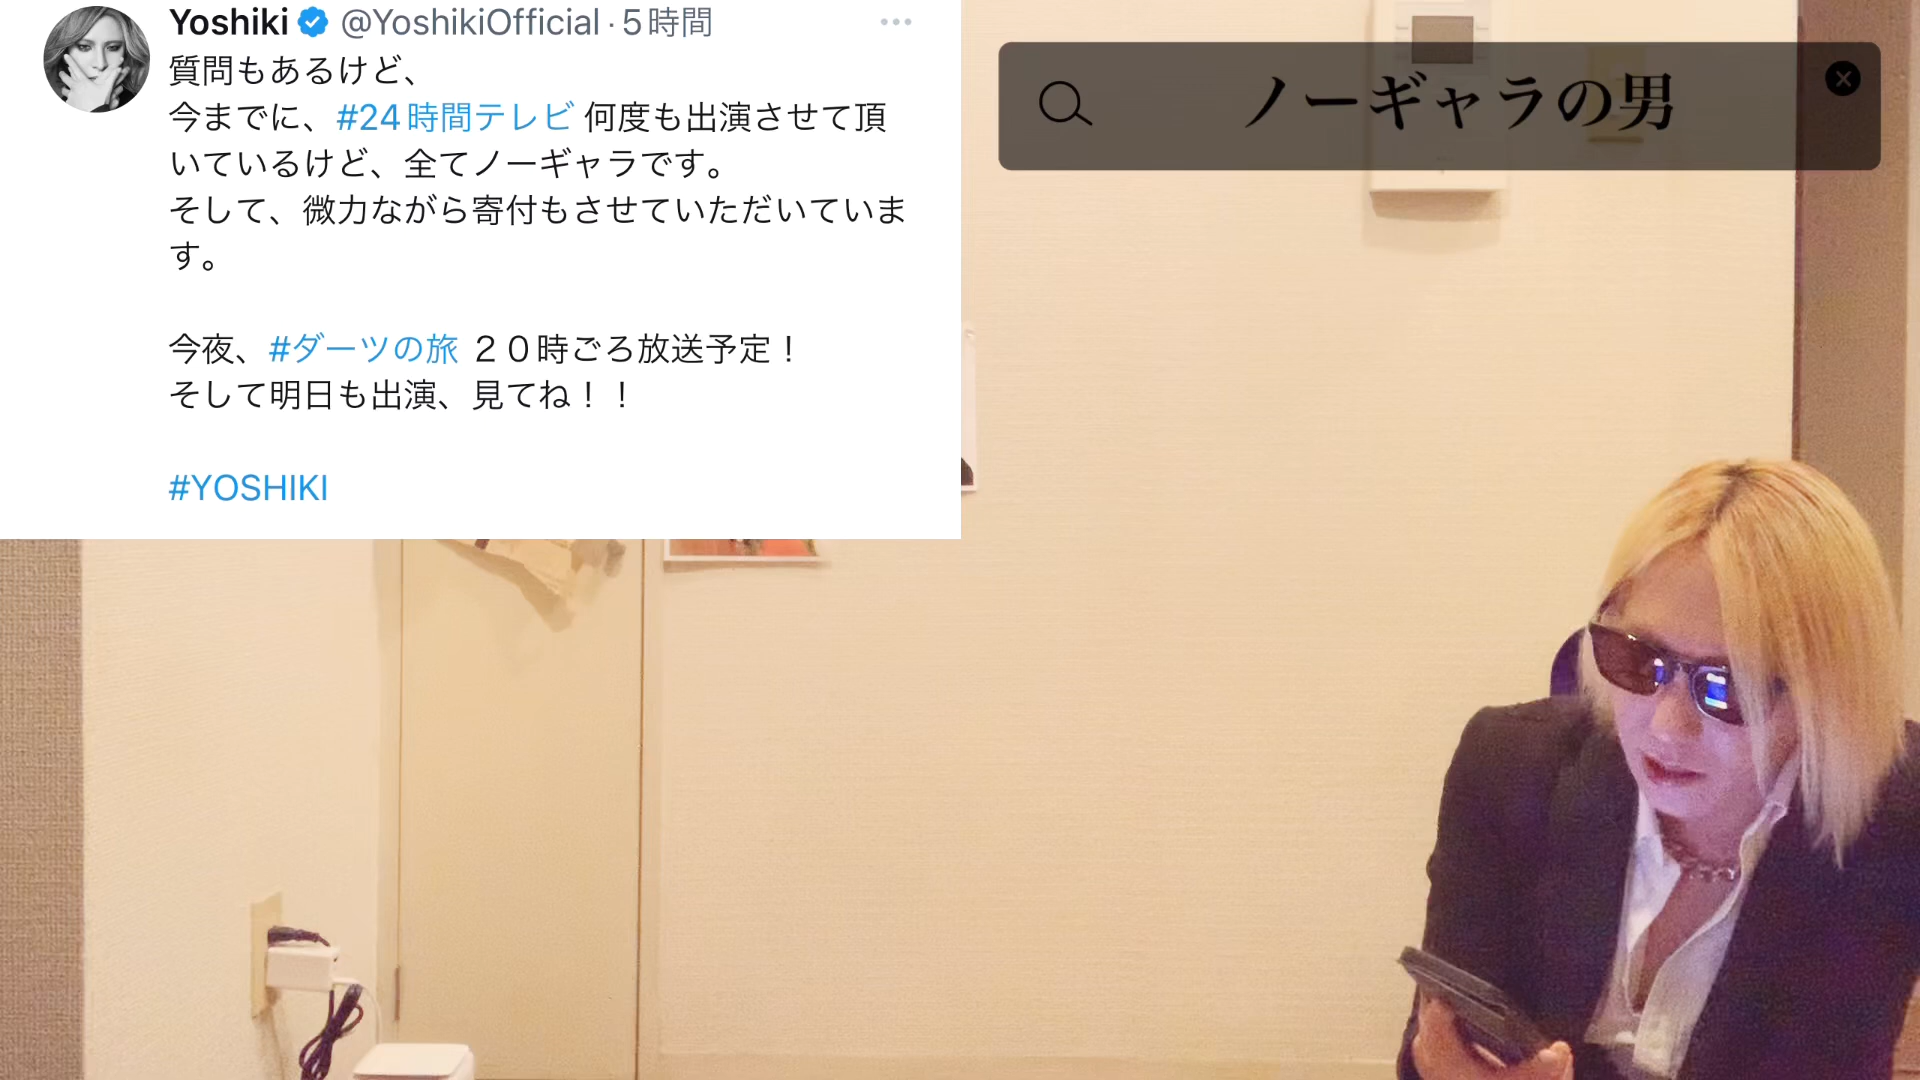 Yoshiki @YoshikiOfficial · 5時間
質問もあるけど、
今までに、#24時間テレビ 何度も出演させて頂
いているけど、全てノーギャラです。
そして、微力ながら寄付もさせていただいていま
す。
今夜、#ダーツの旅 ２０時ごろ放送予定！
そして明日も出演、見てね！！
#YOSHIKI
ノーギャラの男